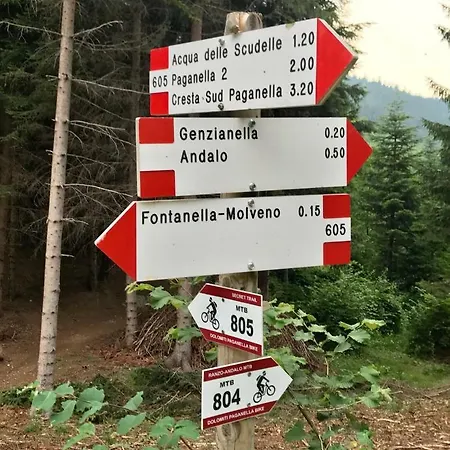 Acqua delle Scudelle 1.20
605 Paganella 2 2.00
Cresta Sud Paganella 3.20
Genzianella 0.20
Andalo 0.50
Fontanella-Molveno 0.15
605
SECRET TRAIL
MTB
805
DOLOMITI PAGANELLA BIKE
RANZO-ANDALO MTB
MTB
804
DOLOMITI PAGANELLA BIKE